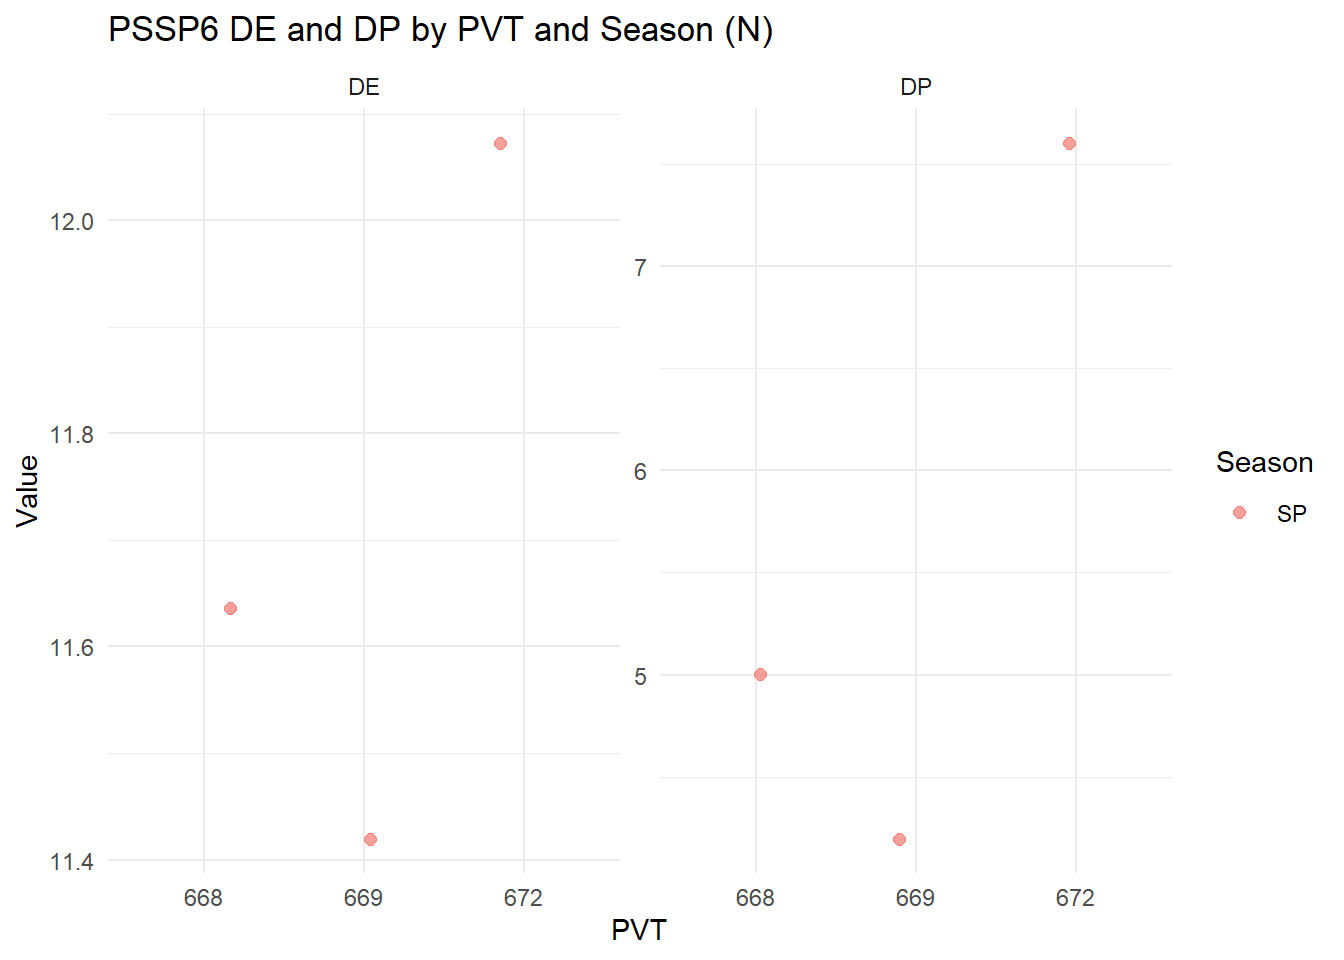 PSSP6 DE and DP by PVT and Season (N)
DE
DP
12.0
11.8
11.6
11.4
7
6
5
Value
668
669
672
668
669
672
PVT
Season
SP